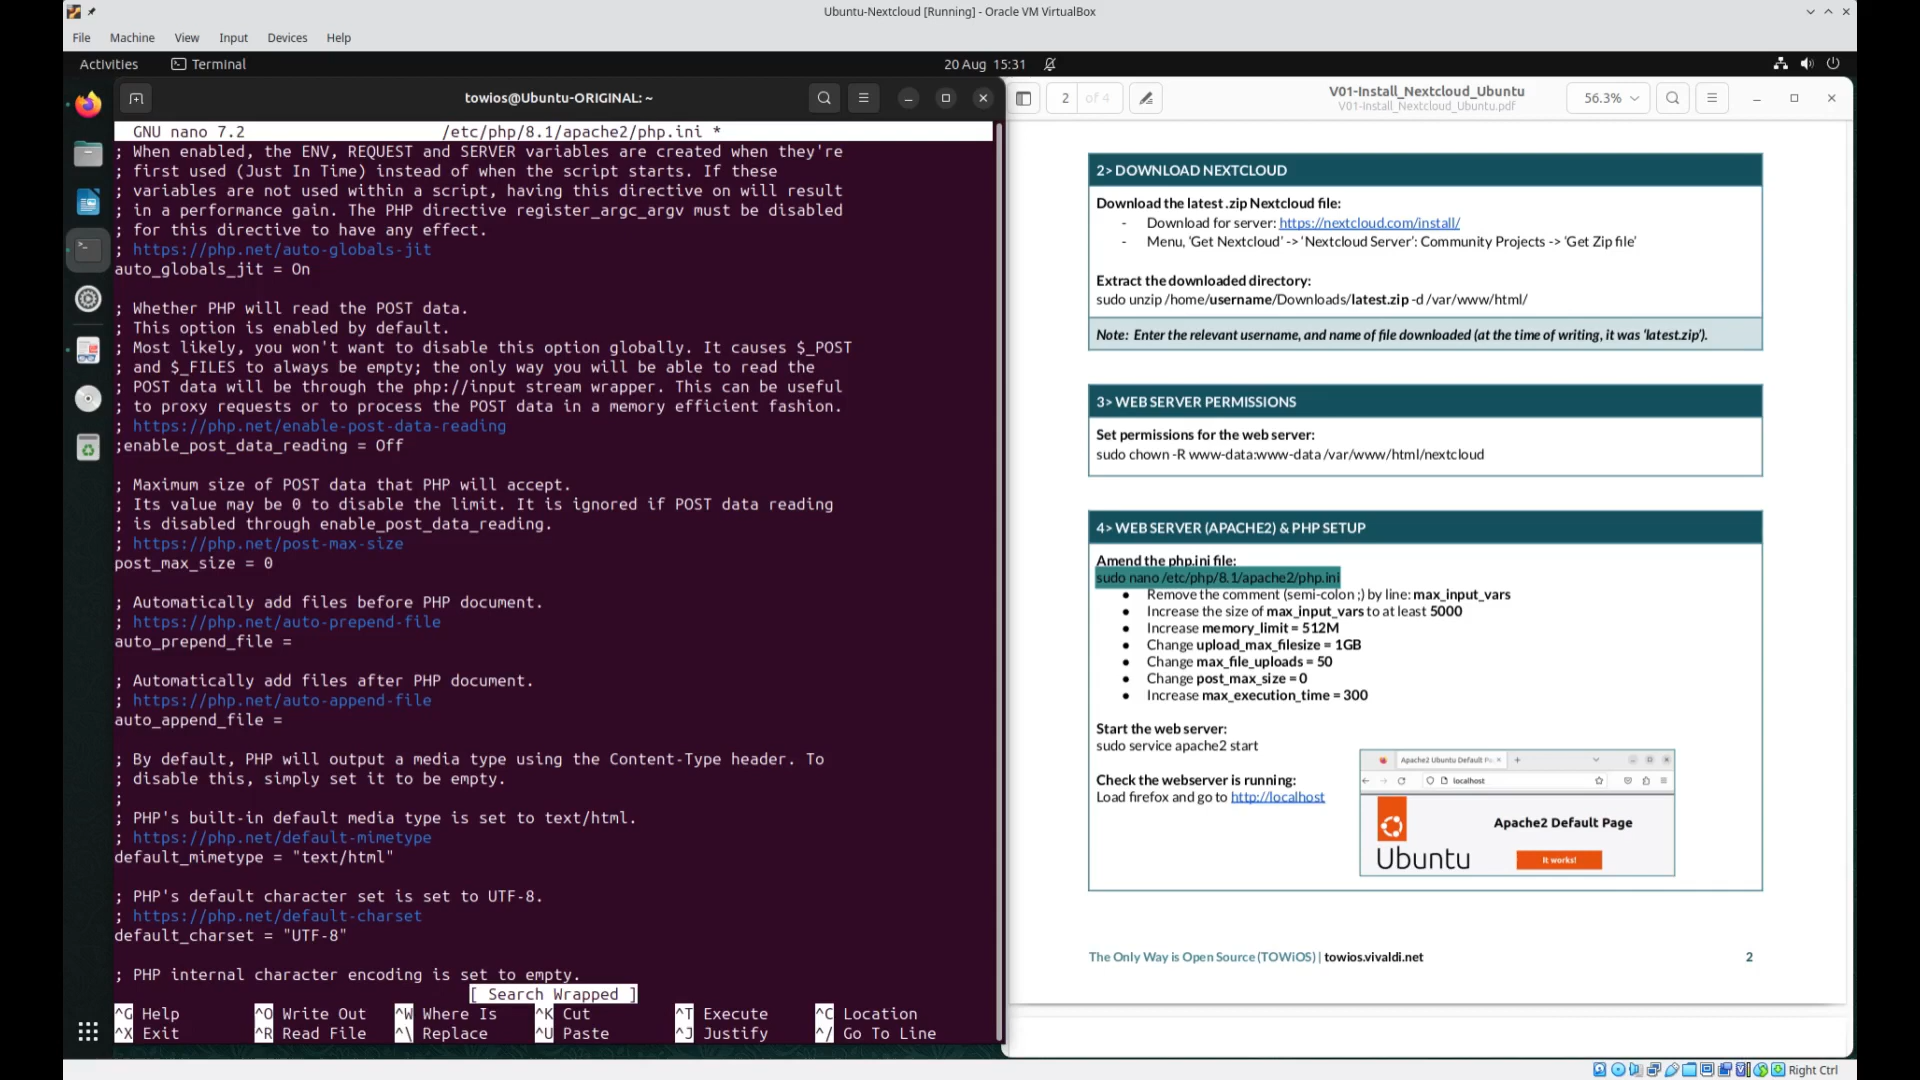 Ubuntu-Nextcloud [Running] - Oracle VM VirtualBox
File Machine View Input Devices Help
Activities Terminal 20 Aug 15:31
towios@Ubuntu-ORIGINAL: ~
GNU nano 7.2 /etc/php/8.1/apache2/php.ini *
; When enabled, the ENV, REQUEST and SERVER variables are created when they're
; first used (Just In Time) instead of when the script starts. If these
; variables are not used within a script, having this directive on will result
; in a performance gain. The PHP directive register_argc_argv must be disabled
; for this directive to have any effect.
; https://php.net/auto-globals-jit
auto_globals_jit = On
; Whether PHP will read the POST data.
; This option is enabled by default.
; Most likely, you won't want to disable this option globally. It causes $_POST
; and $_FILES to always be empty; the only way you will be able to read the
; POST data will be through the php://input stream wrapper. This can be useful
; to proxy requests or to process the POST data in a memory efficient fashion.
; https://php.net/enable-post-data-reading
;enable_post_data_reading = Off
; Maximum size of POST data that PHP will accept.
; Its value may be 0 to disable the limit. It is ignored if POST data reading
; is disabled through enable_post_data_reading.
; https://php.net/post-max-size
post_max_size = 0
; Automatically add files before PHP document.
; https://php.net/auto-prepend-file
auto_prepend_file =
; Automatically add files after PHP document.
; https://php.net/auto-append-file
auto_append_file =
; By default, PHP will output a media type using the Content-Type header. To
; disable this, simply set it to be empty.
;
; PHP's built-in default media type is set to text/html.
; https://php.net/default-mimetype
default_mimetype = "text/html"
; PHP's default character set is set to UTF-8.
; https://php.net/default-charset
default_charset = "UTF-8"
; PHP internal character encoding is set to empty.
[ Search Wrapped ]
^G Help ^O Write Out ^W Where Is ^K Cut ^T Execute ^C Location
^X Exit ^R Read File ^\ Replace ^U Paste ^J Justify ^/ Go To Line
2 of 4
V01-Install_Nextcloud_Ubuntu
V01-Install_Nextcloud_Ubuntu.pdf
56.3%
2> DOWNLOAD NEXTCLOUD
Download the latest .zip Nextcloud file:
- Download for server: https://nextcloud.com/install/
- Menu, 'Get Nextcloud' -> 'Nextcloud Server': Community Projects -> 'Get Zip file'
Extract the downloaded directory:
sudo unzip /home/username/Downloads/latest.zip -d /var/www/html/
Note: Enter the relevant username, and name of file downloaded (at the time of writing, it was 'latest.zip').
3> WEB SERVER PERMISSIONS
Set permissions for the web server:
sudo chown -R www-data:www-data /var/www/html/nextcloud
4> WEB SERVER (APACHE2) & PHP SETUP
Amend the php.ini file:
sudo nano /etc/php/8.1/apache2/php.ini
● Remove the comment (semi-colon ;) by line: max_input_vars
● Increase the size of max_input_vars to at least 5000
● Increase memory_limit = 512M
● Change upload_max_filesize = 1GB
● Change max_file_uploads = 50
● Change post_max_size = 0
● Increase max_execution_time = 300
Start the web server:
sudo service apache2 start
Check the webserver is running:
Load firefox and go to http://localhost
Apache2 Ubuntu Default
localhost
Apache2 Default Page
Ubuntu
It works!
The Only Way is Open Source (TOWiOS) | towios.vivaldi.net 2
Right Ctrl